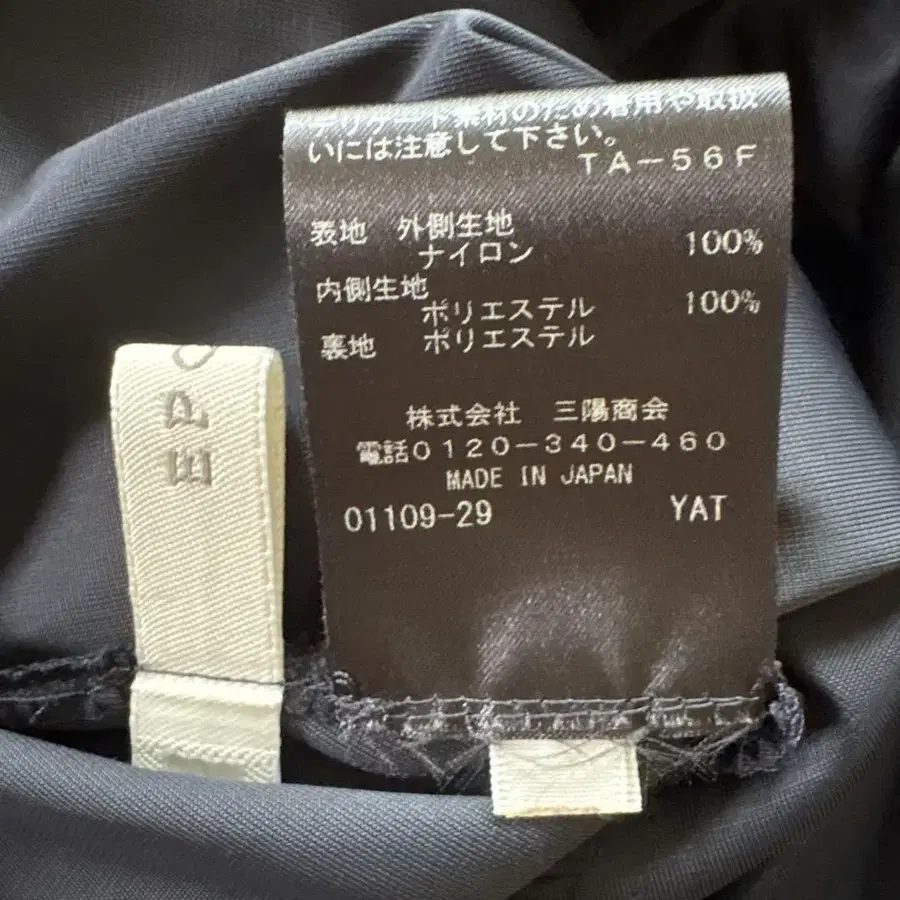 デリケート素材のため着用や取扱
いには注意して下さい。
TA-56F
表地 外側生地
ナイロン 100%
内側生地
ポリエステル 100%
裏地 ポリエステル
株式会社 三陽商会
電話0120-340-460
MADE IN JAPAN
01109-29 YAT